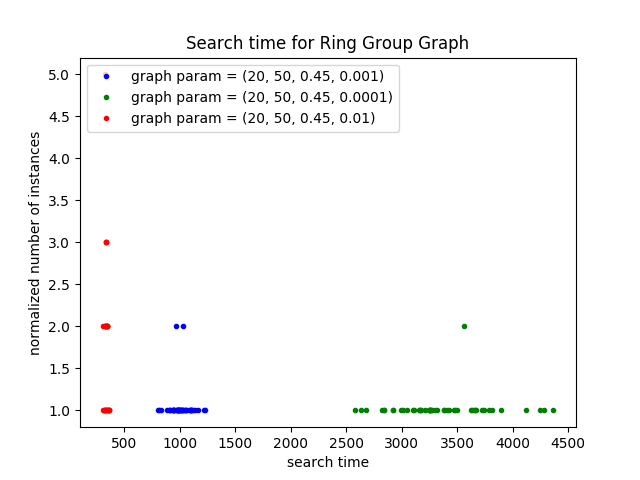 Search time for Ring Group Graph
graph param = (20, 50, 0.45, 0.001)
graph param = (20, 50, 0.45, 0.0001)
graph param = (20, 50, 0.45, 0.01)
normalized number of instances
5.0
4.5
4.0
3.5
3.0
2.5
2.0
1.5
1.0
500 1000 1500 2000 2500 3000 3500 4000 4500
search time